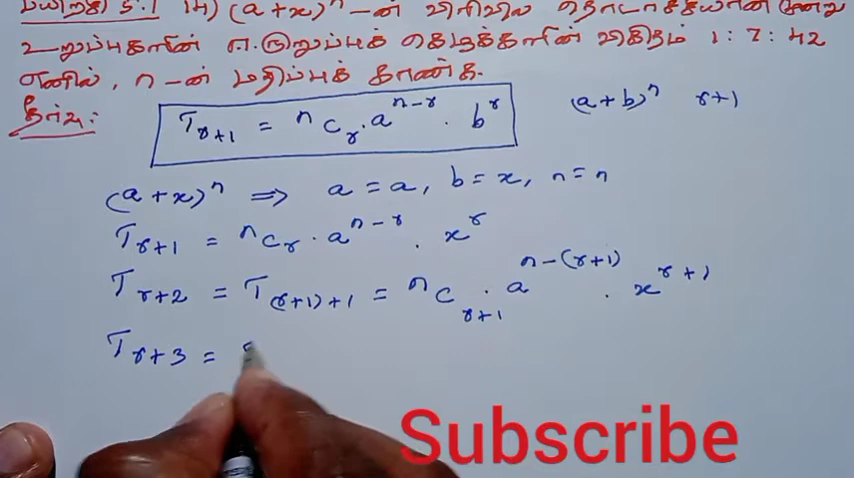 பயிற்சி 5.1 14) (a+x)ⁿ -ன் விரிவில் தொடர்ச்சியான மூன்று
உறுப்புகளின் எ.ருறுப்புக் கெழுக்களின் விகிதம் 1 : 7 : 42
எனில், n -ன் மதிப்புக் காண்க.
தீர்வு:
T_{r+1} = ⁿC_r . a^{n-r} . b^r (a+b)ⁿ r+1
(a+x)ⁿ ⟹ a = a, b = x, n = n
T_{r+1} = ⁿC_r . a^{n-r} . x^r
T_{r+2} = T_{(r+1)+1} = ⁿC_{r+1} . a^{n-(r+1)} . x^{r+1}
T_{r+3} =
Subscribe